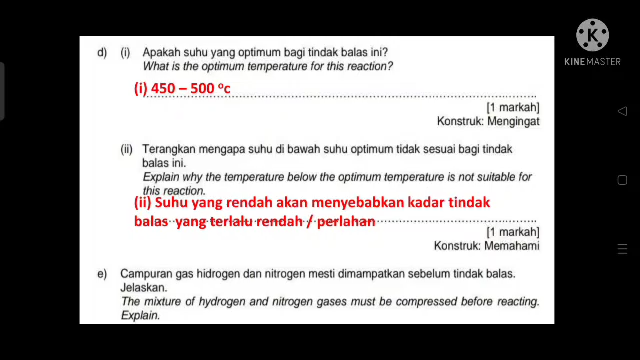 d) (i) Apakah suhu yang optimum bagi tindak balas ini?
What is the optimum temperature for this reaction?
(i) 450 – 500 ºc
[1 markah]
Konstruk: Mengingat
(ii) Terangkan mengapa suhu di bawah suhu optimum tidak sesuai bagi tindak
balas ini.
Explain why the temperature below the optimum temperature is not suitable for
this reaction.
(ii) Suhu yang rendah akan menyebabkan kadar tindak
balas yang terlalu rendah / perlahan
[1 markah]
Konstruk: Memahami
e) Campuran gas hidrogen dan nitrogen mesti dimampatkan sebelum tindak balas.
Jelaskan.
The mixture of hydrogen and nitrogen gases must be compressed before reacting.
Explain.
K
KINEMASTER